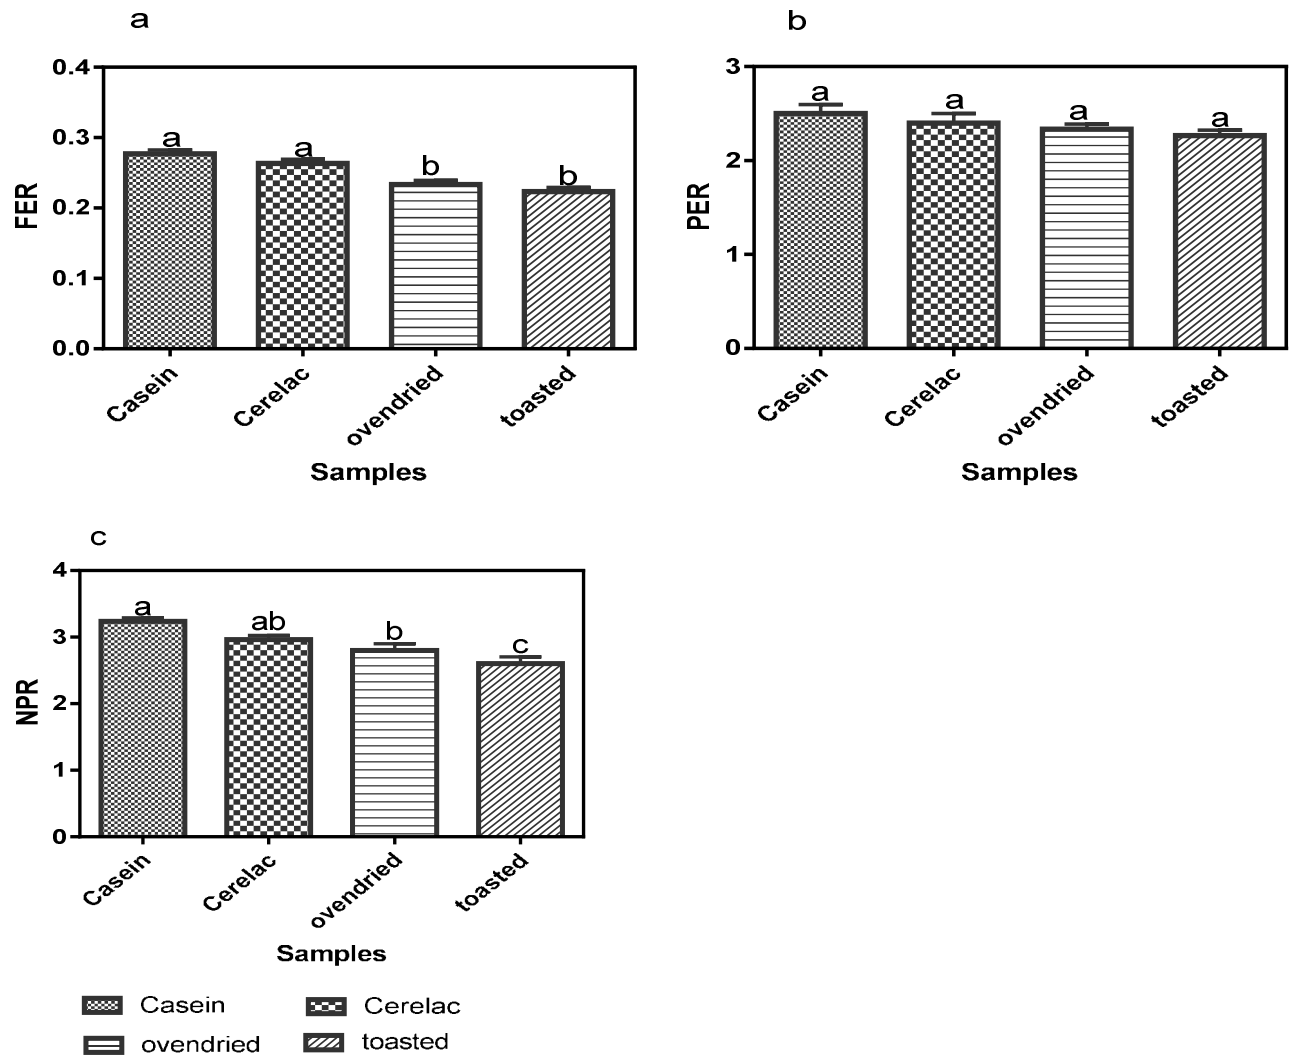 a
0.4
0.3
0.2
0.1
0.0
FER
a
a
b
b
Casein
Cerelac
ovendried
toasted
Samples
b
3
2
1
0
PER
a
a
a
a
Casein
Cerelac
ovendried
toasted
Samples
c
4
3
2
1
0
NPR
a
ab
b
c
Casein
Cerelac
ovendried
toasted
Samples
Casein
Cerelac
ovendried
toasted